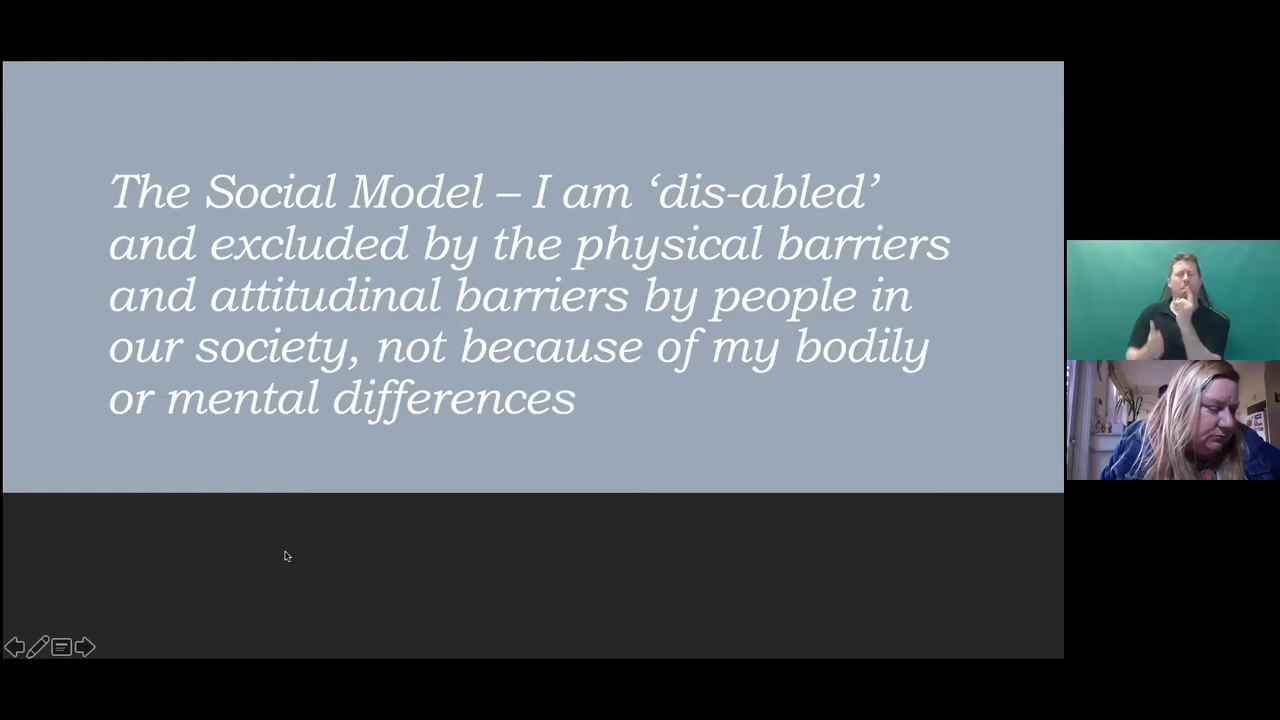 The Social Model – I am ‘dis-abled’
and excluded by the physical barriers
and attitudinal barriers by people in
our society, not because of my bodily
or mental differences